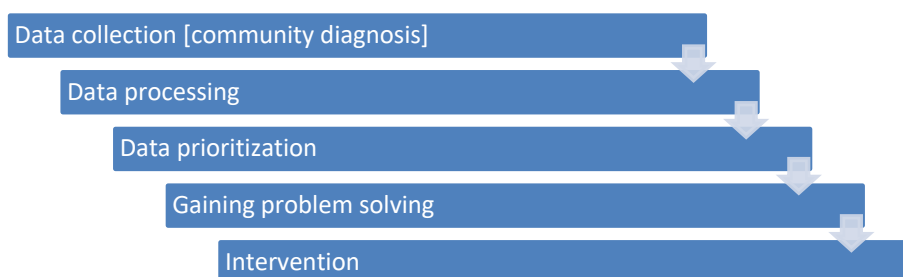 Data collection [community diagnosis]
Data processing
Data prioritization
Gaining problem solving
Intervention